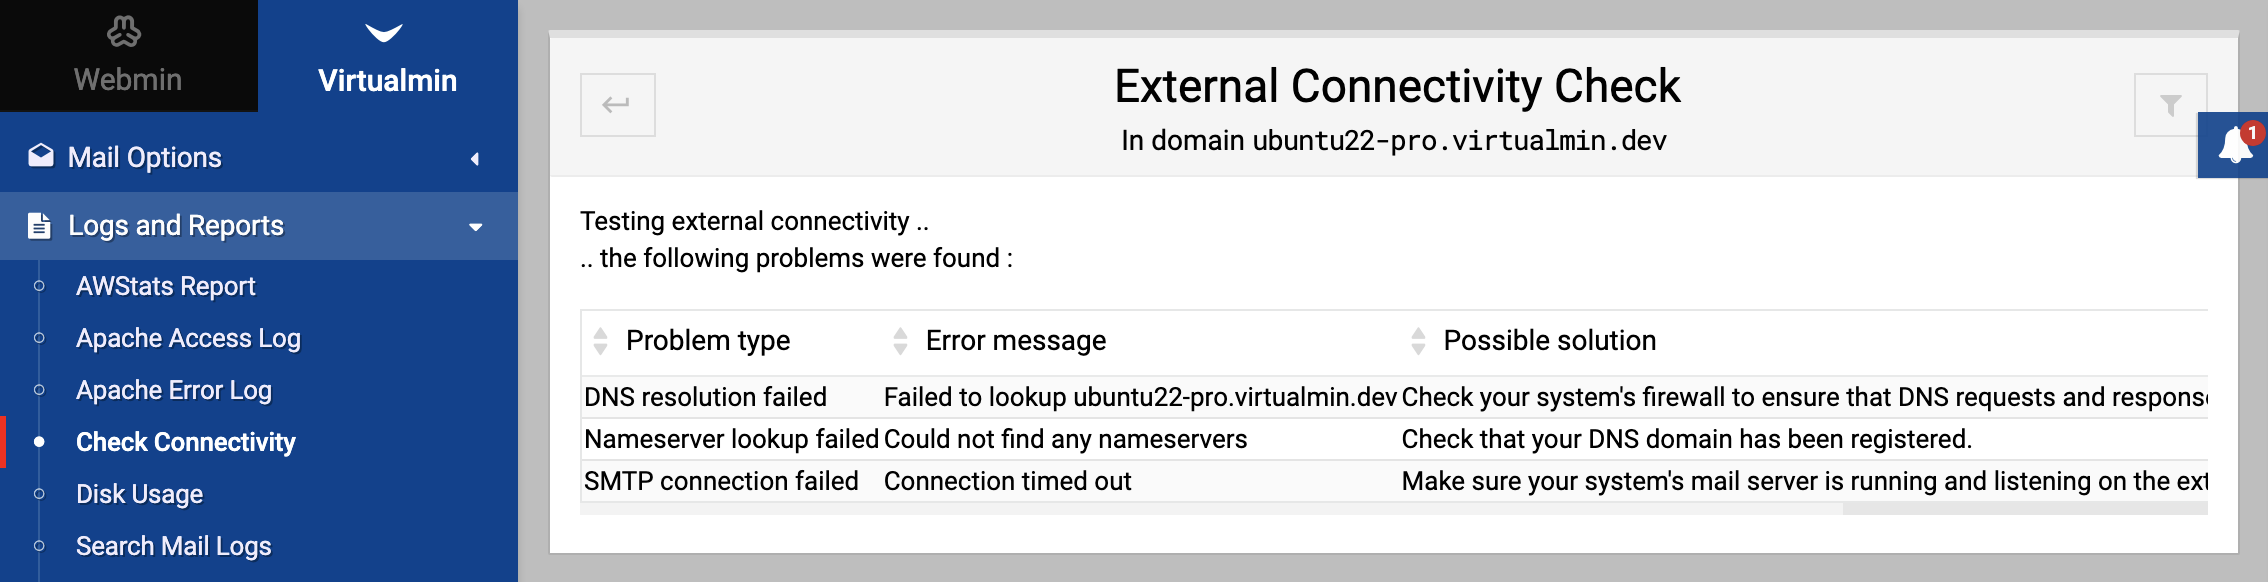 Webmin
Virtualmin
Mail Options
Logs and Reports
AWStats Report
Apache Access Log
Apache Error Log
Check Connectivity
Disk Usage
Search Mail Logs
External Connectivity Check
In domain ubuntu22-pro.virtualmin.dev
1
Testing external connectivity ..
.. the following problems were found :
Problem type Error message Possible solution
DNS resolution failed Failed to lookup ubuntu22-pro.virtualmin.dev Check your system's firewall to ensure that DNS requests and
Nameserver lookup failed Could not find any nameservers Check that your DNS domain has been registered.
SMTP connection failed Connection timed out Make sure your system's mail server is running and listening on the